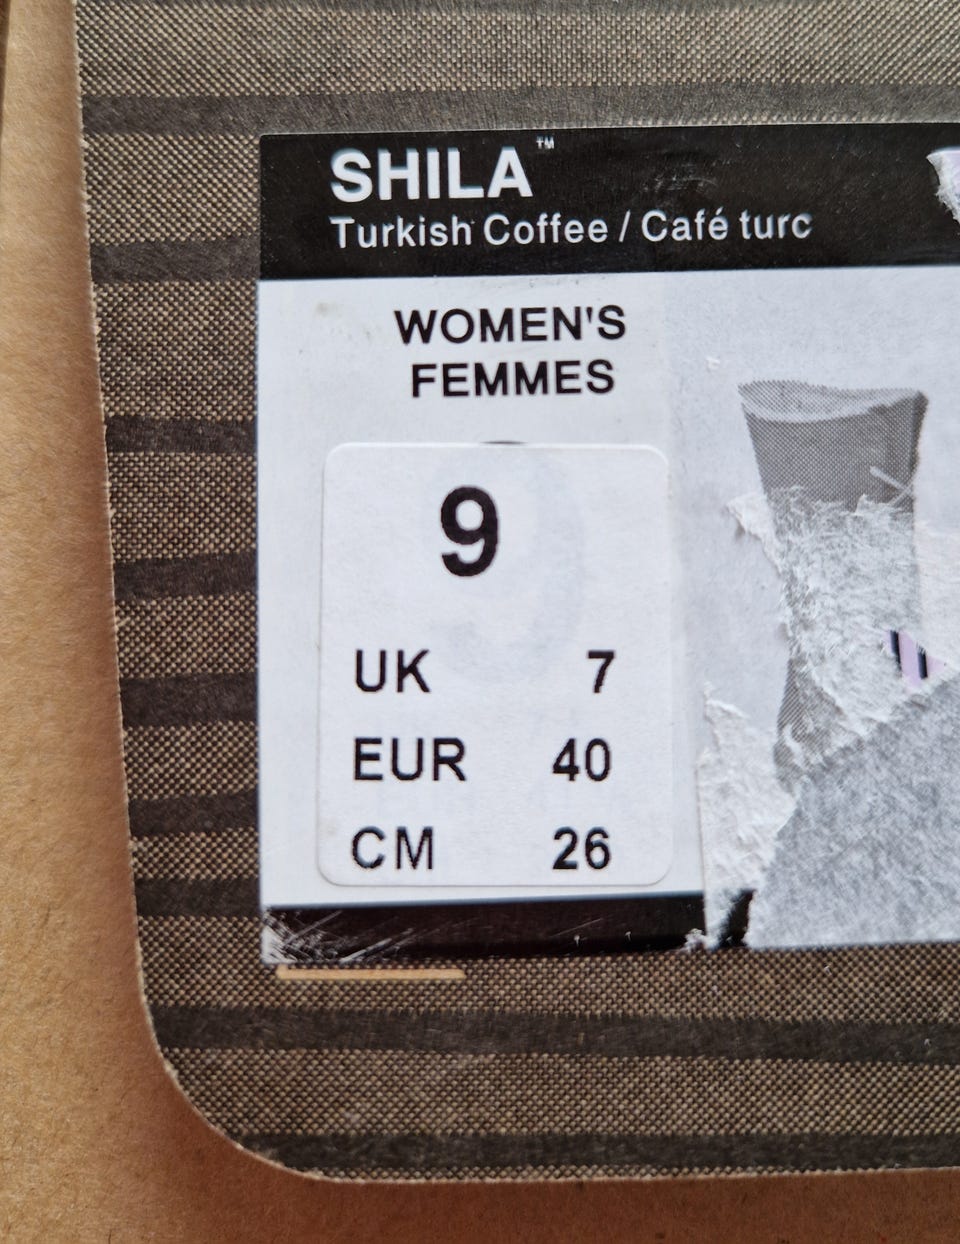 SHILA™
Turkish Coffee / Café turc
WOMEN'S
FEMMES
9
UK 7
EUR 40
CM 26